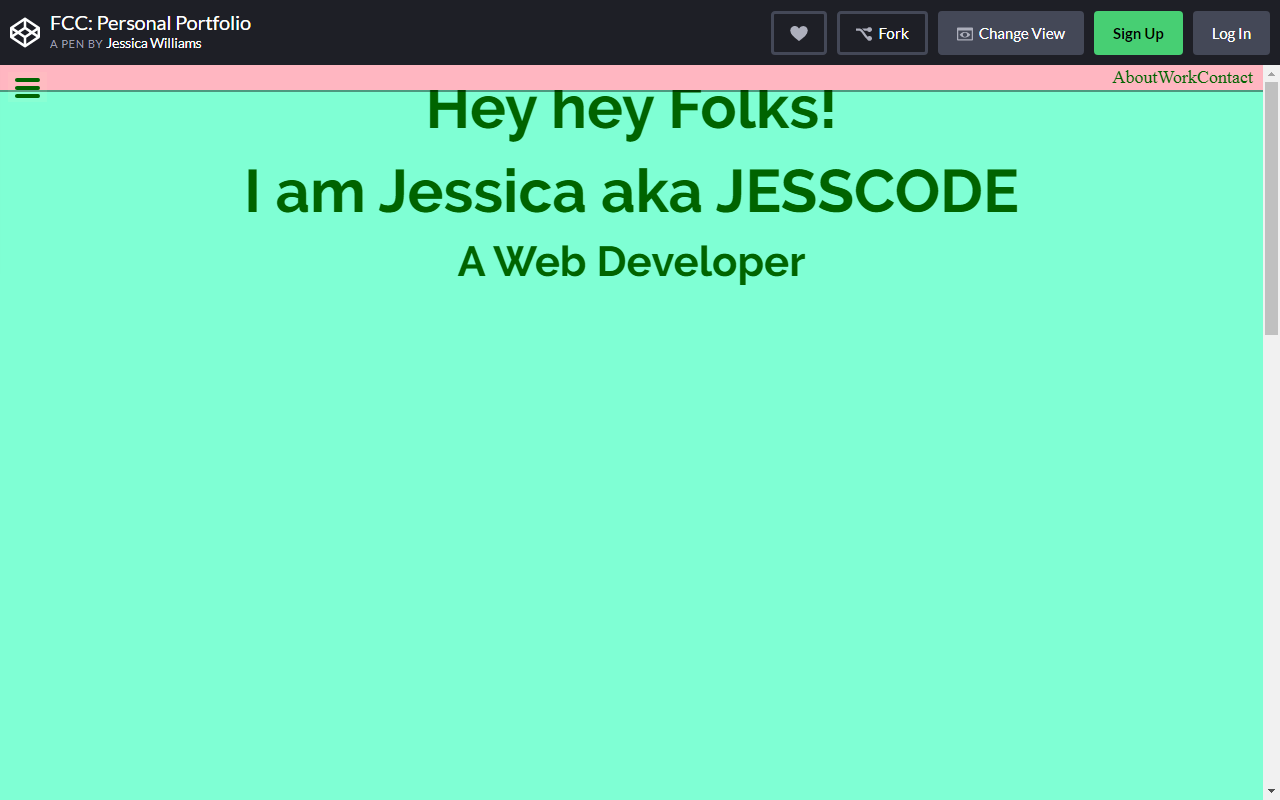 FCC: Personal Portfolio
A PEN BY Jessica Williams
Fork
Change View
Sign Up
Log In
AboutWorkContact
Hey hey Folks!
I am Jessica aka JESSCODE
A Web Developer